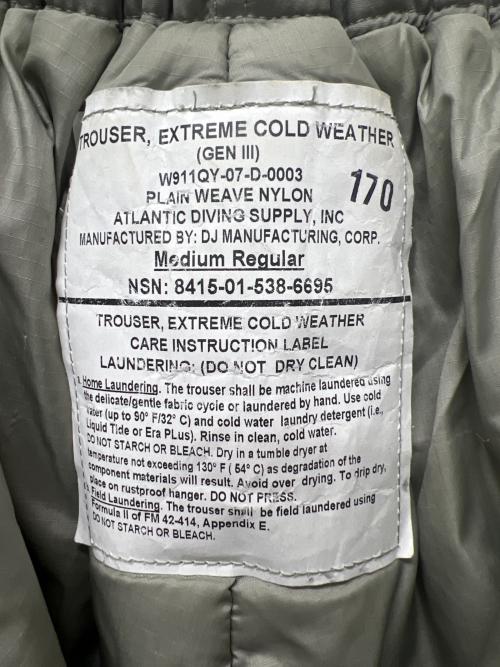 TROUSER, EXTREME COLD WEATHER
(GEN III)
W911QY-07-D-0003
170
PLAIN WEAVE NYLON
ATLANTIC DIVING SUPPLY, INC
MANUFACTURED BY: DJ MANUFACTURING, CORP.
Medium Regular
NSN: 8415-01-538-6695
TROUSER, EXTREME COLD WEATHER
CARE INSTRUCTION LABEL
LAUNDERING: (DO NOT DRY CLEAN)
a. Home Laundering. The trouser shall be machine laundered using
the delicate/gentle fabric cycle or laundered by hand. Use cold
water (up to 90° F/32° C) and cold water laundry detergent (i.e.,
Liquid Tide or Era Plus). Rinse in clean, cold water.
DO NOT STARCH OR BLEACH. Dry in a tumble dryer at
temperature not exceeding 130° F ( 54° C) as degradation of the
component materials will result. Avoid over drying. To drip dry,
place on rustproof hanger. DO NOT PRESS.
Field Laundering. The trouser shall be field laundered using
Formula II of FM 42-414, Appendix E.
DO NOT STARCH OR BLEACH.